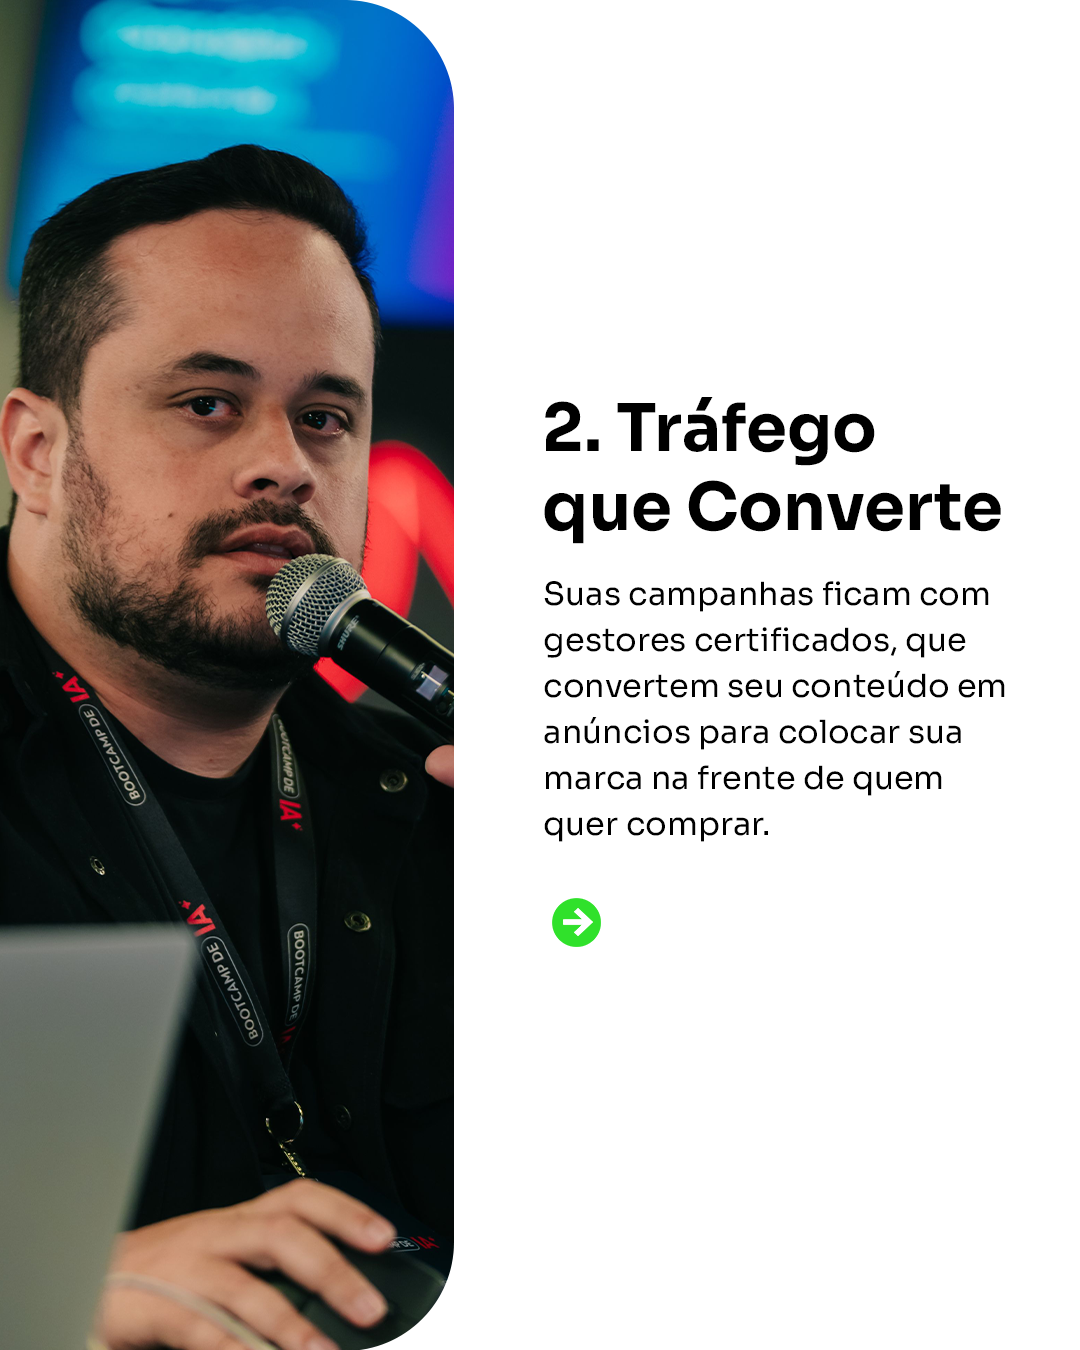 2. Tráfego
que Converte
Suas campanhas ficam com
gestores certificados, que
convertem seu conteúdo em
anúncios para colocar sua
marca na frente de quem
quer comprar.
SHURE
BOOTCAMP DE IA+
BOOTCAMP DE IA+
BOOTCAMP DE IA+
BOOTCAMP DE